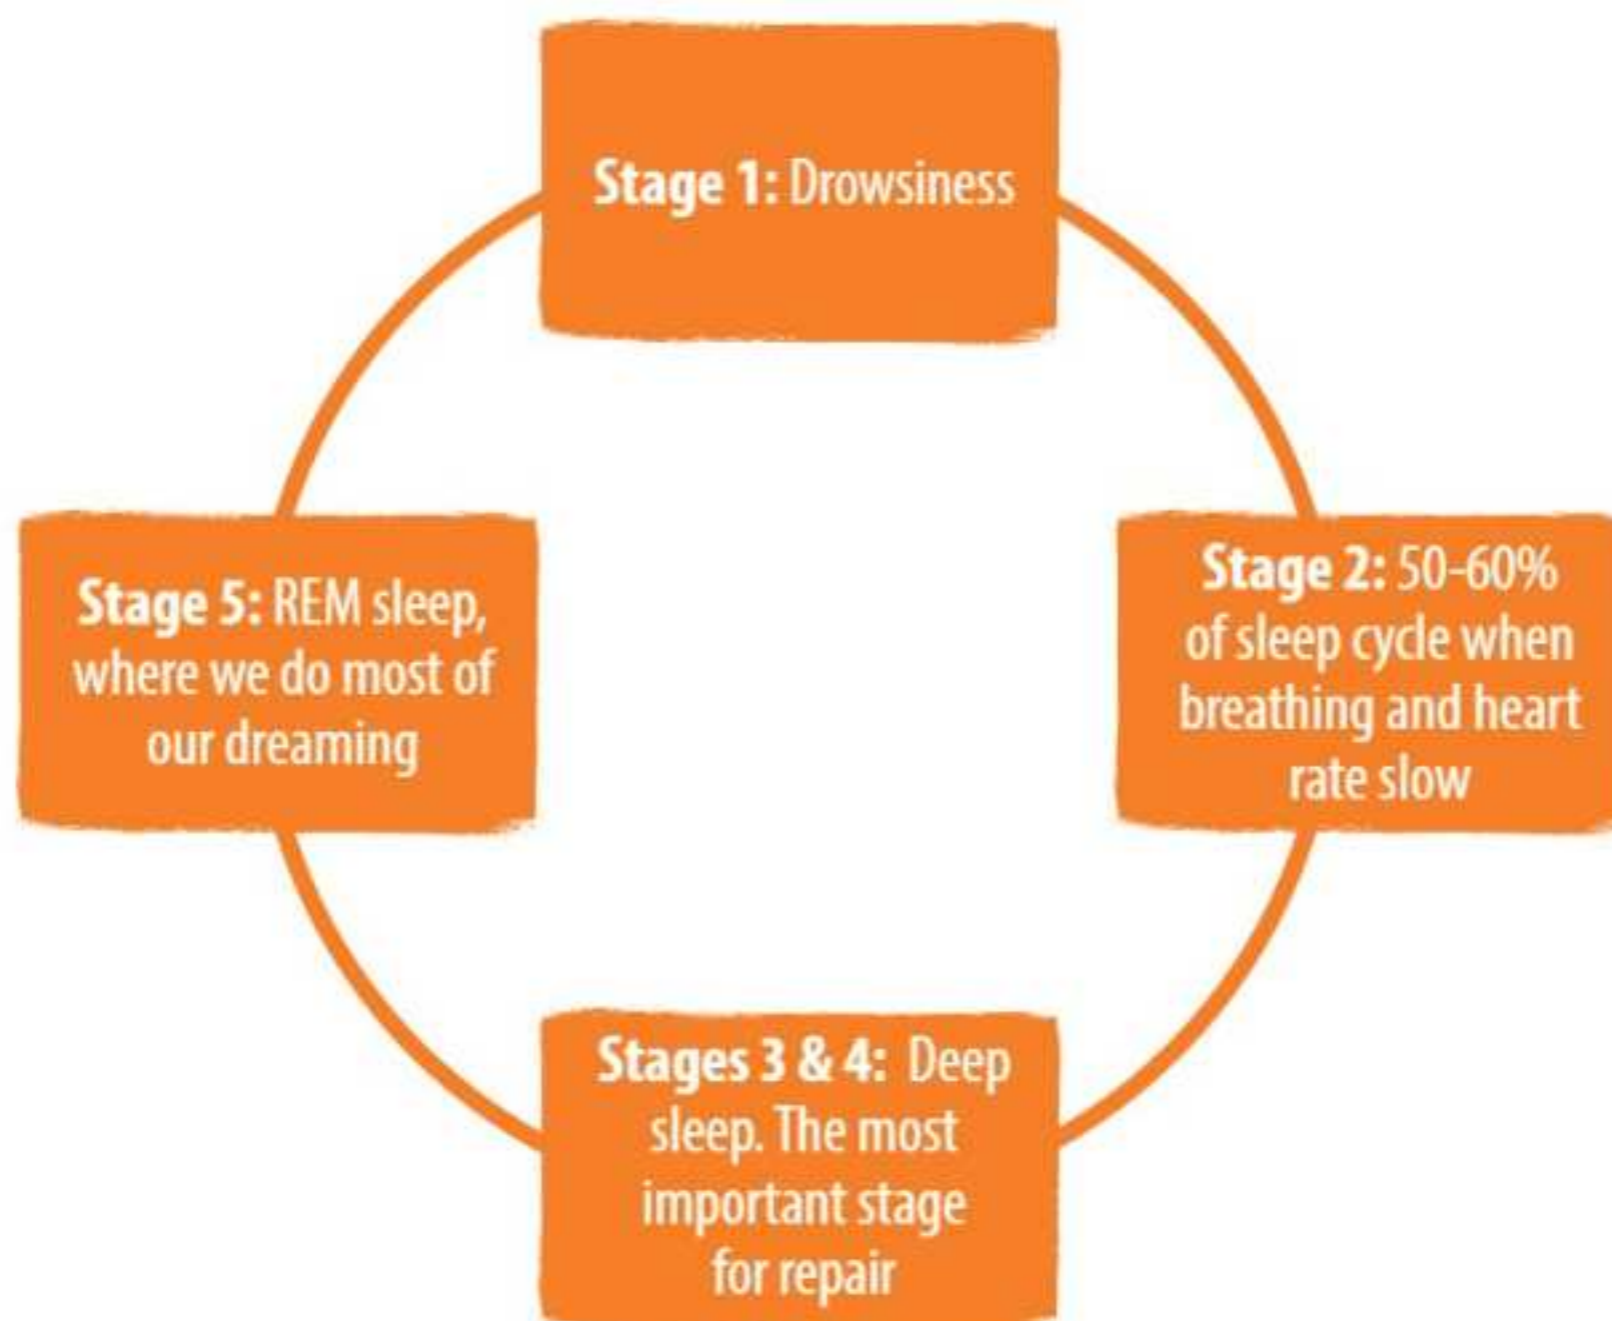 Stage 1: Drowsiness
Stage 2: 50-60%
of sleep cycle when
breathing and heart
rate slow
Stages 3 & 4: Deep
sleep. The most
important stage
for repair
Stage 5: REM sleep,
where we do most of
our dreaming